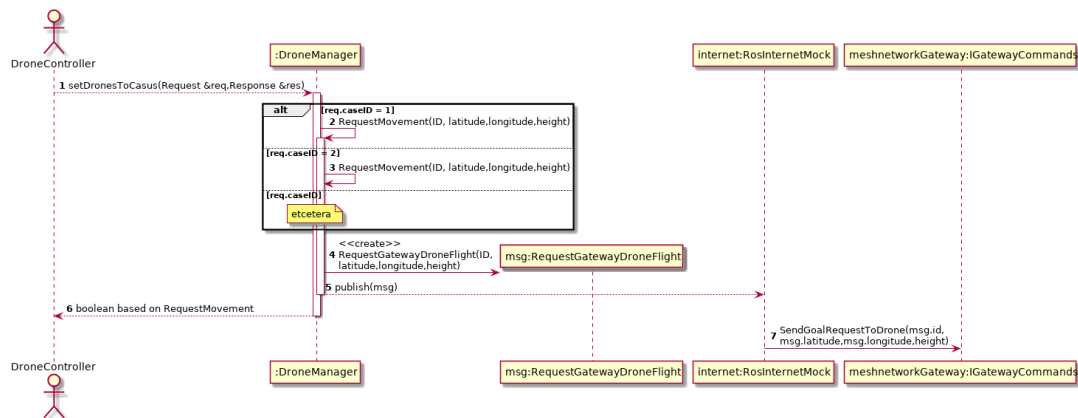 DroneController
:DroneManager
internet:RosInternetMock
meshnetworkGateway:IGatewayCommands
1 setDronesToCasus(Request &req,Response &res)
alt [req.caseID = 1]
2 RequestMovement(ID, latitude,longitude,height)
[req.caseID = 2]
3 RequestMovement(ID, latitude,longitude,height)
[req.caseID]
etcetera
<<create>>
4 RequestGatewayDroneFlight(ID,
latitude,longitude,height)
msg:RequestGatewayDroneFlight
5 publish(msg)
6 boolean based on RequestMovement
7 SendGoalRequestToDrone(msg.id,
msg.latitude,msg.longitude,height)
DroneController
:DroneManager
msg:RequestGatewayDroneFlight
internet:RosInternetMock
meshnetworkGateway:IGatewayCommands